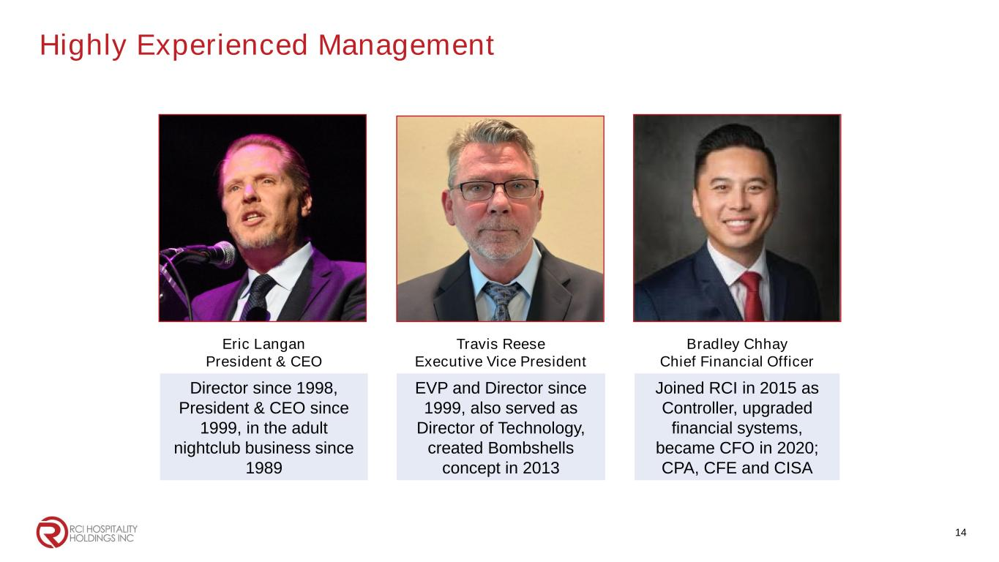 Highly Experienced Management
Eric Langan
President & CEO
Director since 1998,
President & CEO since
1999, in the adult
nightclub business since
1989
Travis Reese
Executive Vice President
EVP and Director since
1999, also served as
Director of Technology,
created Bombshells
concept in 2013
Bradley Chhay
Chief Financial Officer
Joined RCI in 2015 as
Controller, upgraded
financial systems,
became CFO in 2020;
CPA, CFE and CISA
RCI HOSPITALITY
HOLDINGS INC
14